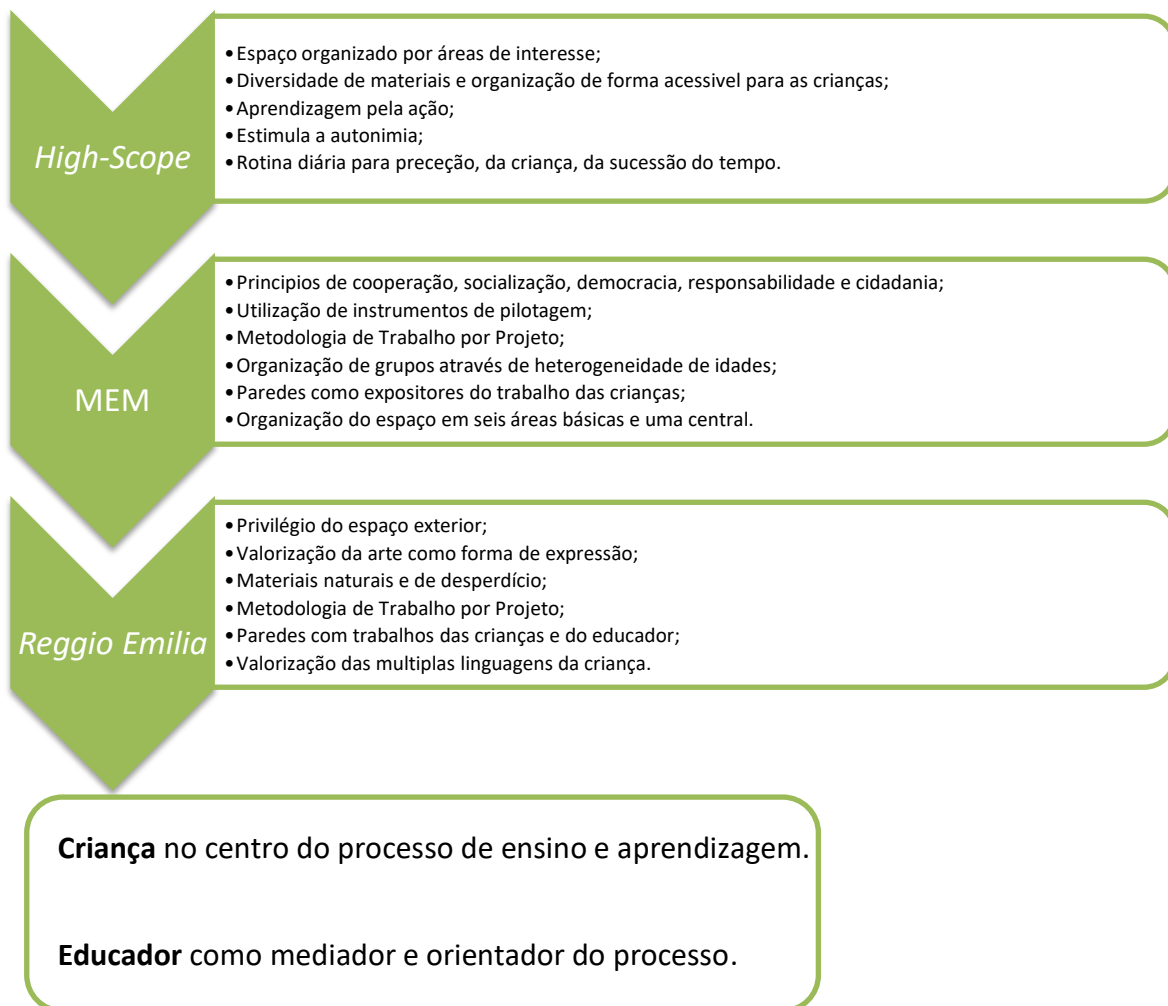 High-Scope
•Espaço organizado por áreas de interesse;
•Diversidade de materiais e organização de forma acessivel para as crianças;
•Aprendizagem pela ação;
•Estimula a autonimia;
•Rotina diária para preceção, da criança, da sucessão do tempo.
MEM
•Principios de cooperação, socialização, democracia, responsabilidade e cidadania;
•Utilização de instrumentos de pilotagem;
•Metodologia de Trabalho por Projeto;
•Organização de grupos através de heterogeneidade de idades;
•Paredes como expositores do trabalho das crianças;
•Organização do espaço em seis áreas básicas e uma central.
Reggio Emilia
•Privilégio do espaço exterior;
•Valorização da arte como forma de expressão;
•Materiais naturais e de desperdício;
•Metodologia de Trabalho por Projeto;
•Paredes com trabalhos das crianças e do educador;
•Valorização das multiplas linguagens da criança.
Criança no centro do processo de ensino e aprendizagem.
Educador como mediador e orientador do processo.